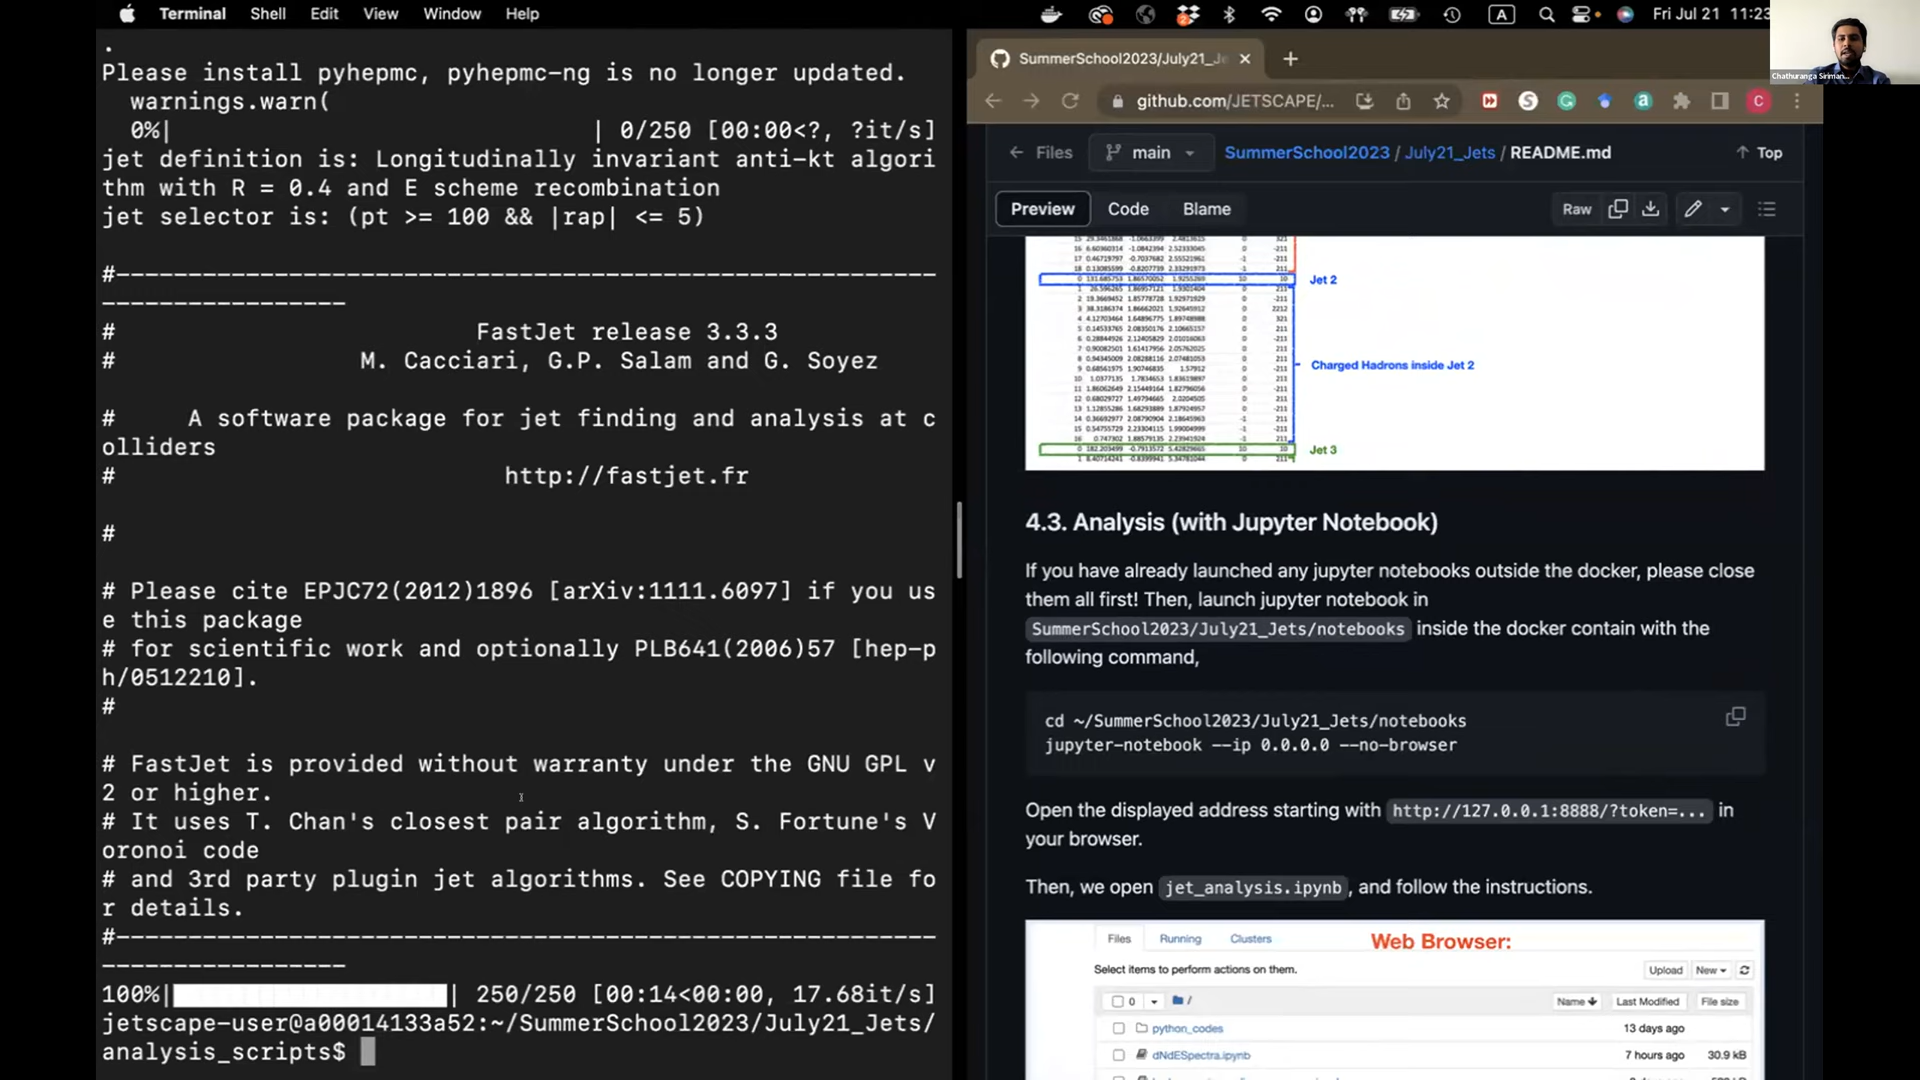 Terminal Shell Edit View Window Help
A
Fri Jul 21 11:23
.
Please install pyhepmc, pyhepmc-ng is no longer updated.
warnings.warn(
0%| | 0/250 [00:00<?, ?it/s]
jet definition is: Longitudinally invariant anti-kt algori
thm with R = 0.4 and E scheme recombination
jet selector is: (pt >= 100 && |rap| <= 5)
#---------------------------------------------------------
-----------------
# FastJet release 3.3.3
# M. Cacciari, G.P. Salam and G. Soyez
# A software package for jet finding and analysis at c
olliders
# http://fastjet.fr
#
# Please cite EPJC72(2012)1896 [arXiv:1111.6097] if you us
e this package
# for scientific work and optionally PLB641(2006)57 [hep-p
h/0512210].
#
# FastJet is provided without warranty under the GNU GPL v
2 or higher.
# It uses T. Chan's closest pair algorithm, S. Fortune's V
oronoi code
# and 3rd party plugin jet algorithms. See COPYING file fo
r details.
#---------------------------------------------------------
-----------------
100%| | 250/250 [00:14<00:00, 17.68it/s]
jetscape-user@a00014133a52:~/SummerSchool2023/July21_Jets/
analysis_scripts$
SummerSchool2023/July21_Je
github.com/JETSCAPE/...
Files main SummerSchool2023 / July21_Jets / README.md Top
Preview Code Blame Raw
Jet 2
Charged Hadrons inside Jet 2
Jet 3
4.3. Analysis (with Jupyter Notebook)
If you have already launched any jupyter notebooks outside the docker, please close
them all first! Then, launch jupyter notebook in
SummerSchool2023/July21_Jets/notebooks inside the docker contain with the
following command,
cd ~/SummerSchool2023/July21_Jets/notebooks
jupyter-notebook --ip 0.0.0.0 --no-browser
Open the displayed address starting with http://127.0.0.1:8888/?token=... in
your browser.
Then, we open jet_analysis.ipynb, and follow the instructions.
Files Running Clusters
Web Browser:
Select items to perform actions on them.
Upload New
0 / Name Last Modified File size
python_codes 13 days ago
dNdESpectra.ipynb 7 hours ago 30.9 kB
Chathuranga Siriman...